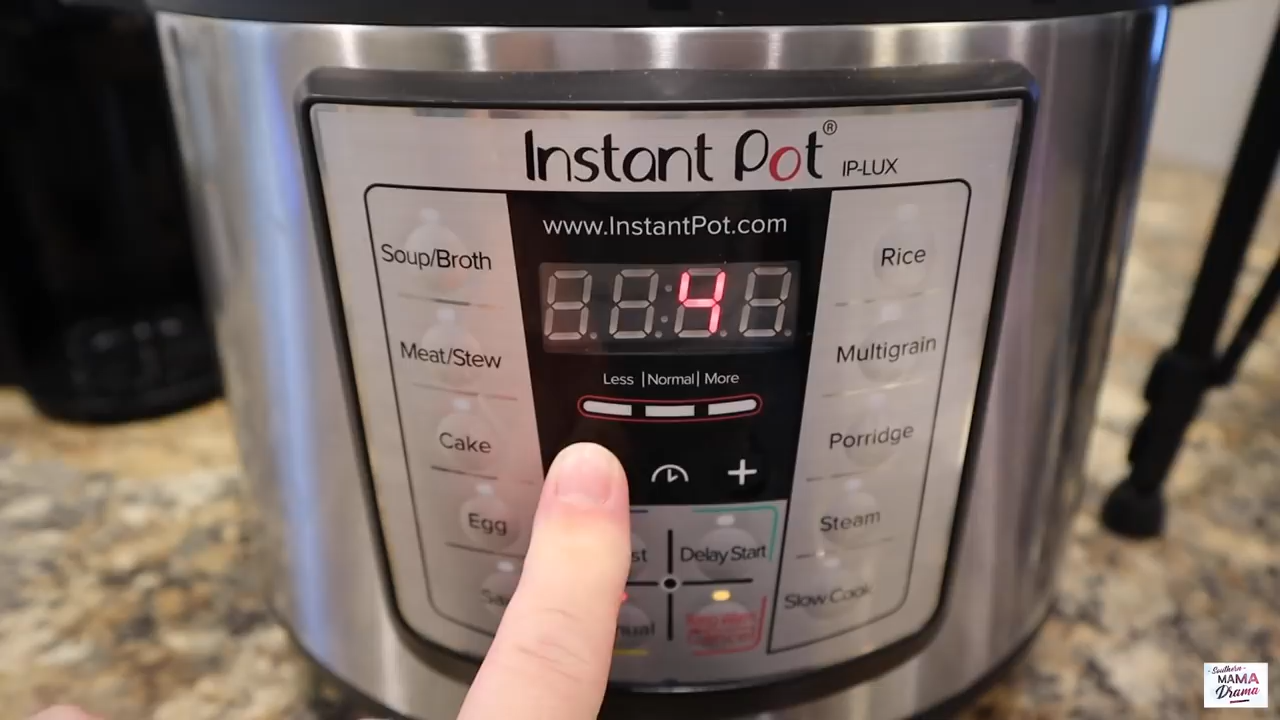 Instant Pot® IP-LUX
www.InstantPot.com
Soup/Broth
Meat/Stew
Cake
Egg
4
Less | Normal | More
+
Delay Start
Rice
Multigrain
Porridge
Steam
Slow Cook
Southern
MAMA
Drama